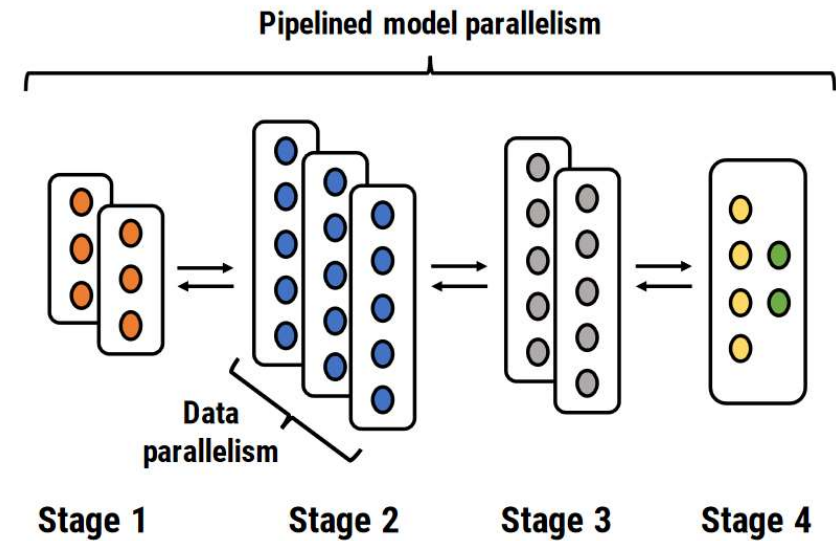 Pipelined model parallelism
Data
parallelism
Stage 1
Stage 2
Stage 3
Stage 4